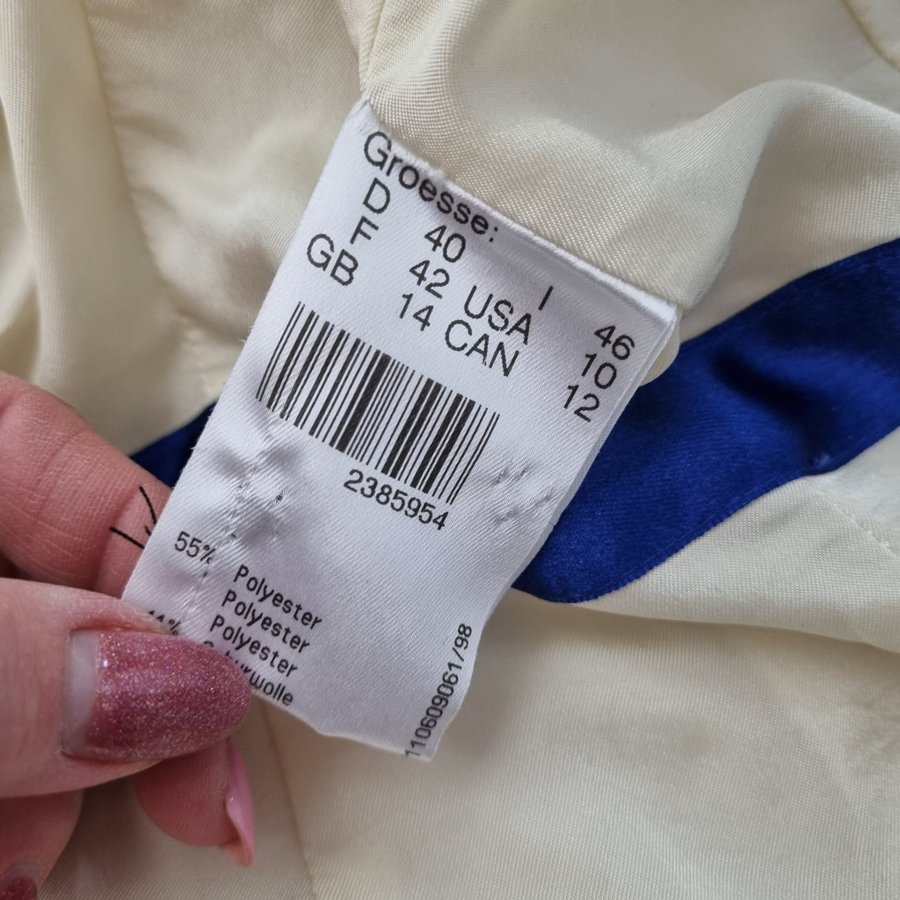 Groesse:
D 40 I 46
F 42 USA 10
GB 14 CAN 12
2385954
55% Polyester
Polyester
Polyester
110609061/98